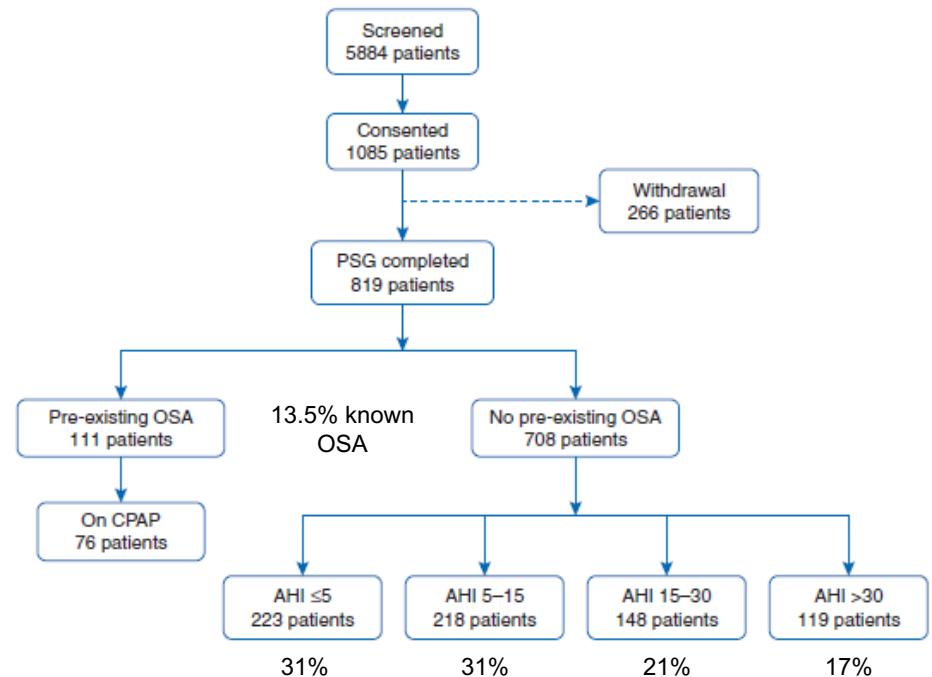 Screened
5884 patients
Consented
1085 patients
Withdrawal
266 patients
PSG completed
819 patients
Pre-existing OSA
111 patients
13.5% known
OSA
No pre-existing OSA
708 patients
On CPAP
76 patients
AHI ≤5
223 patients
AHI 5–15
218 patients
AHI 15–30
148 patients
AHI >30
119 patients
31%
31%
21%
17%